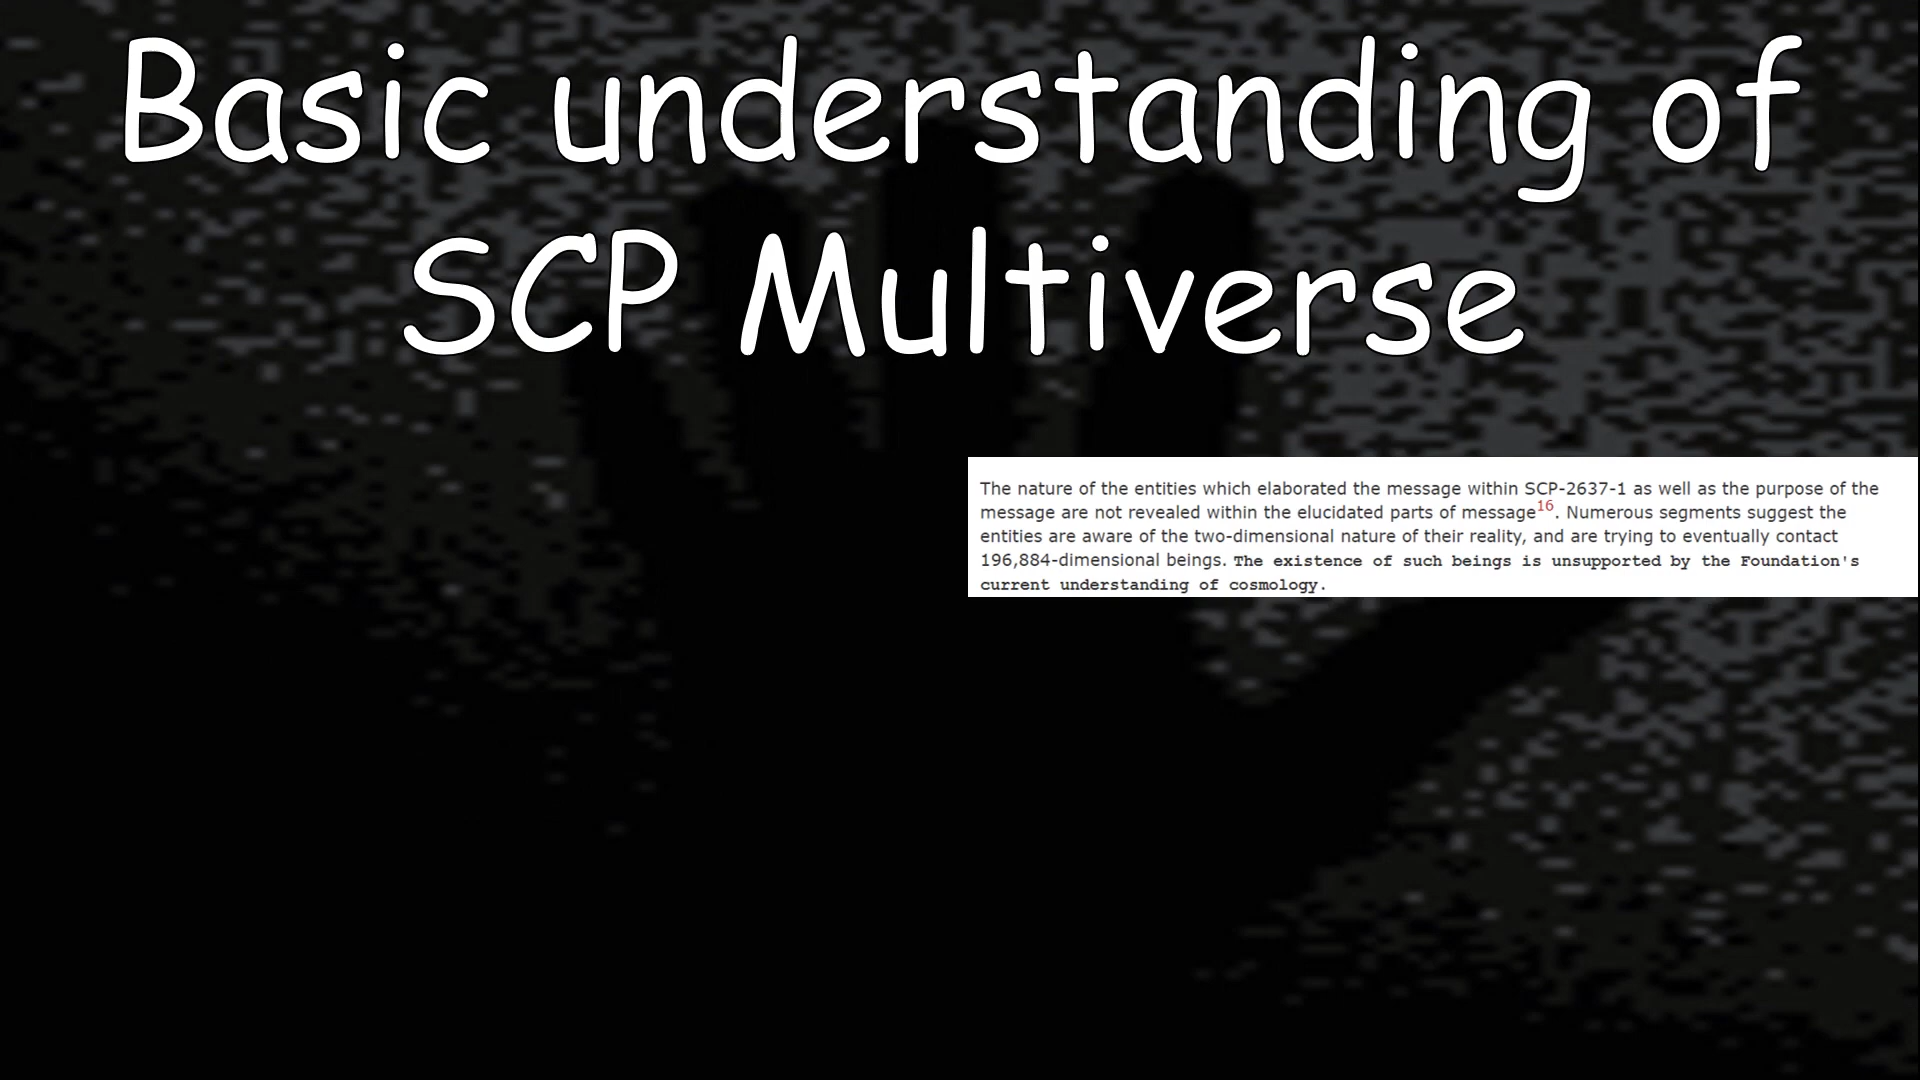 Basic understanding of
SCP Multiverse
The nature of the entities which elaborated the message within SCP-2637-1 as well as the purpose of the
message are not revealed within the elucidated parts of message16. Numerous segments suggest the
entities are aware of the two-dimensional nature of their reality, and are trying to eventually contact
196,884-dimensional beings. The existence of such beings is unsupported by the Foundation's
current understanding of cosmology.